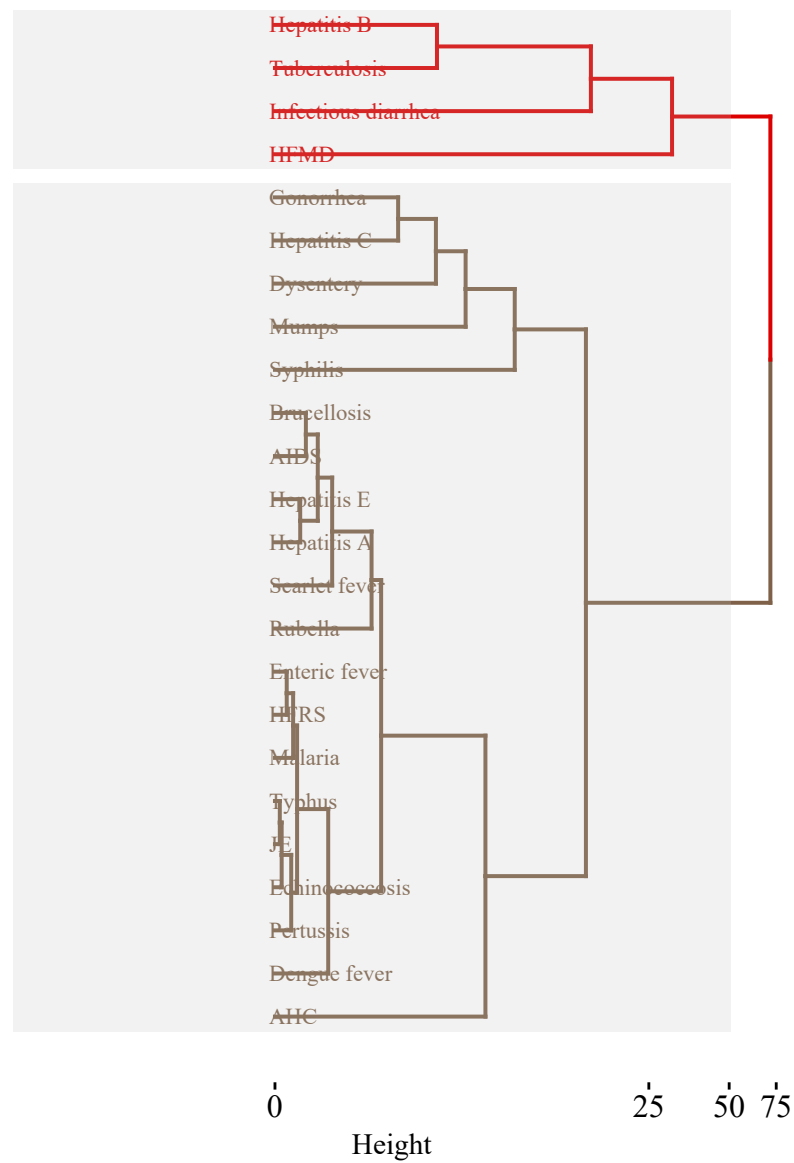 Hepatitis B
Tuberculosis
Infectious diarrhea
HFMD
Gonorrhea
Hepatitis C
Dysentery
Mumps
Syphilis
Brucellosis
AIDS
Hepatitis E
Hepatitis A
Scarlet fever
Rubella
Enteric fever
HFRS
Malaria
Typhus
JE
Echinococcosis
Pertussis
Dengue fever
AHC
0 25 50 75
Height